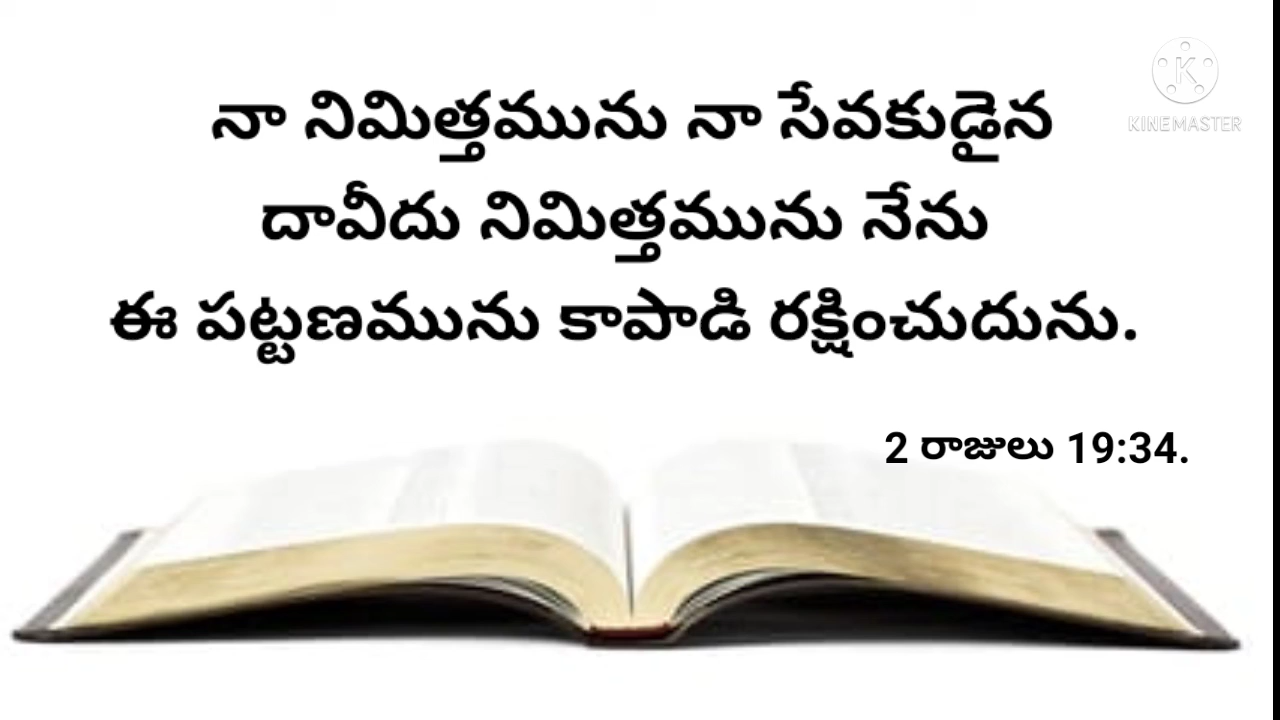 నా నిమిత్తమును నా సేవకుడైన
దావీదు నిమిత్తమును నేను
ఈ పట్టణమును కాపాడి రక్షించుదును.
2 రాజులు 19:34.
K
KINEMASTER